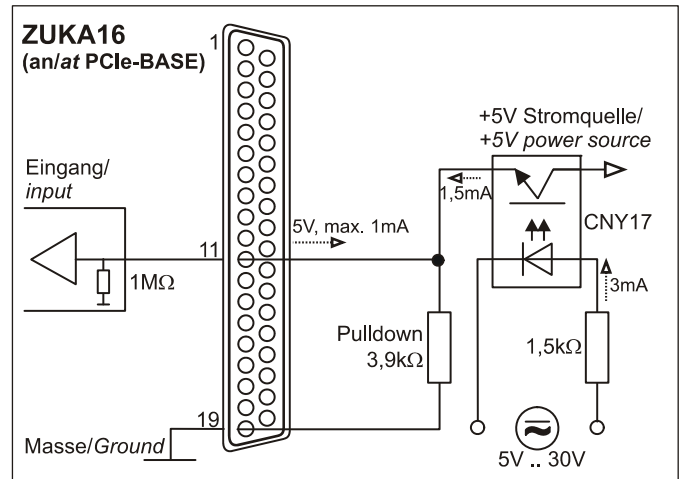 ZUKA16
(an/at PCIe-BASE)
1
+5V Stromquelle/
+5V power source
Eingang/
input
1,5mA
CNY17
5V, max. 1mA
11
1MΩ
3mA
Pulldown
3,9kΩ
1,5kΩ
19
Masse/Ground
5V .. 30V